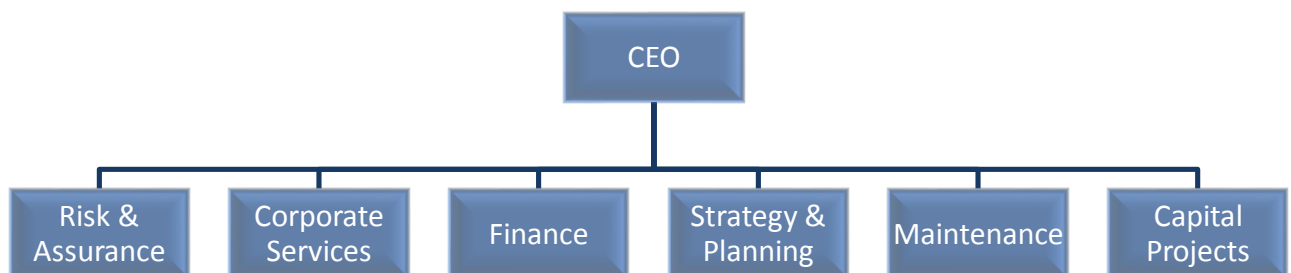 CEO
Risk &
Assurance
Corporate
Services
Finance
Strategy &
Planning
Maintenance
Capital
Projects